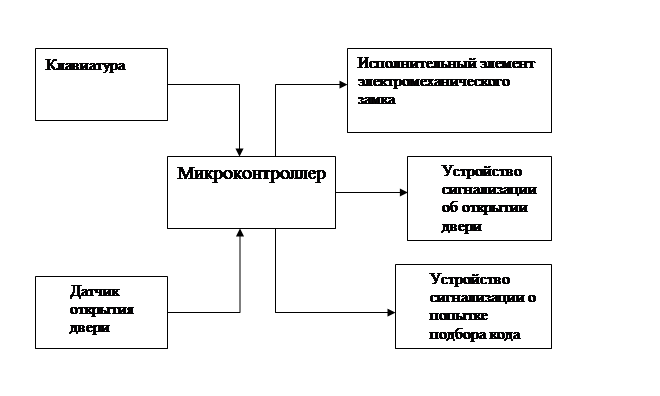 Клавиатура
Исполнительный элемент
электромеханического
замка
Микроконтроллер
Устройство
сигнализации
об открытии
двери
Датчик
открытия
двери
Устройство
сигнализации о
попытке
подбора кода